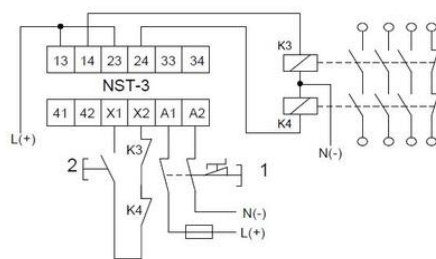 K3
13 14 23 24 33 34
NST-3
K4
41 42 X1 X2 A1 A2
L(+)
N(-)
2
K3
1
K4
N(-)
L(+)